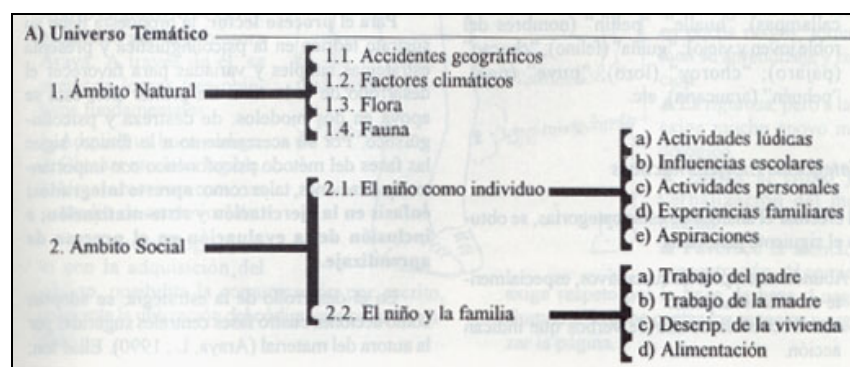 A) Universo Temático
1. Ámbito Natural
1.1. Accidentes geográficos
1.2. Factores climáticos
1.3. Flora
1.4. Fauna
2. Ámbito Social
2.1. El niño como individuo
a) Actividades lúdicas
b) Influencias escolares
c) Actividades personales
d) Experiencias familiares
e) Aspiraciones
2.2. El niño y la familia
a) Trabajo del padre
b) Trabajo de la madre
c) Descrip. de la vivienda
d) Alimentación